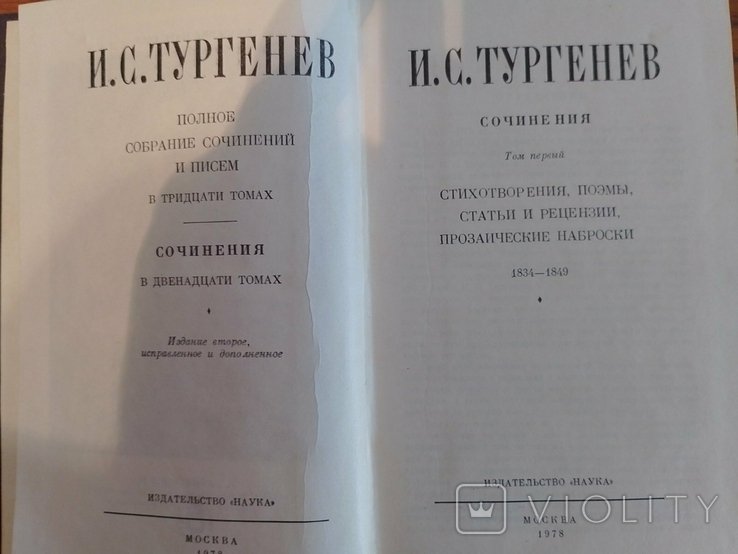 И.С.ТУРГЕНЕВ
ПОЛНОЕ
СОБРАНИЕ СОЧИНЕНИЙ
И ПИСЕМ
В ТРИДЦАТИ ТОМАХ
СОЧИНЕНИЯ
В ДВЕНАДЦАТИ ТОМАХ
Издание второе,
исправленное и дополненное
ИЗДАТЕЛЬСТВО «НАУКА»
МОСКВА
1978
И.С.ТУРГЕНЕВ
СОЧИНЕНИЯ
Том первый
СТИХОТВОРЕНИЯ, ПОЭМЫ,
СТАТЬИ И РЕЦЕНЗИИ,
ПРОЗАИЧЕСКИЕ НАБРОСКИ
1834—1849
ИЗДАТЕЛЬСТВО «НАУКА»
МОСКВА
1978
VIOLITY